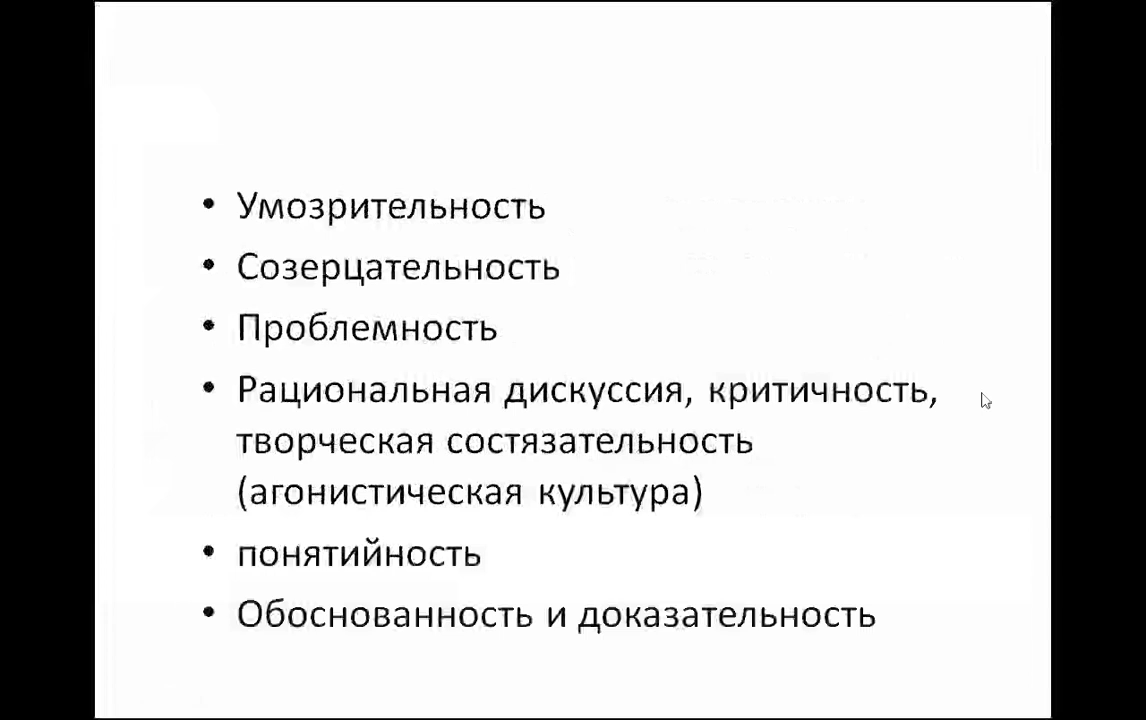 • Умозрительность
• Созерцательность
• Проблемность
• Рациональная дискуссия, критичность,
творческая состязательность
(агонистическая культура)
• понятийность
• Обоснованность и доказательность